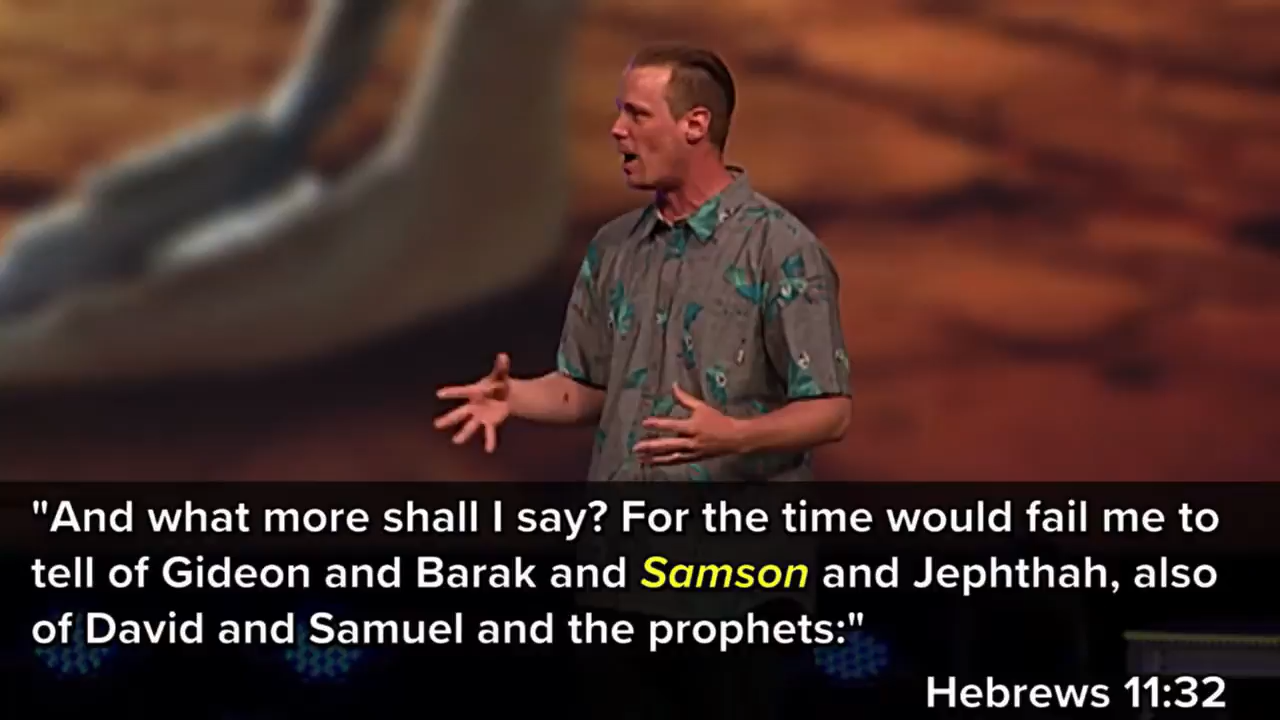 "And what more shall I say? For the time would fail me to
tell of Gideon and Barak and Samson and Jephthah, also
of David and Samuel and the prophets:"
Hebrews 11:32